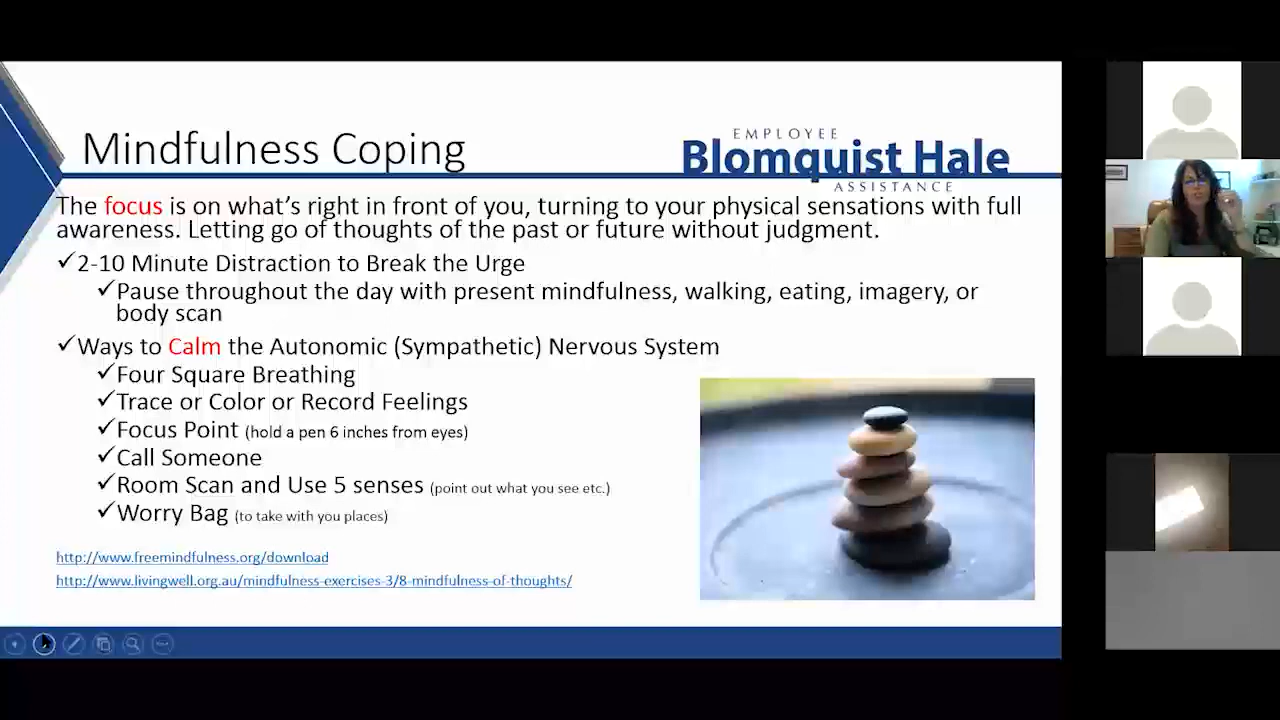 Mindfulness Coping
EMPLOYEE
Blomquist Hale
ASSISTANCE
The focus is on what's right in front of you, turning to your physical sensations with full
awareness. Letting go of thoughts of the past or future without judgment.
✓2-10 Minute Distraction to Break the Urge
✓Pause throughout the day with present mindfulness, walking, eating, imagery, or
body scan
✓Ways to Calm the Autonomic (Sympathetic) Nervous System
✓Four Square Breathing
✓Trace or Color or Record Feelings
✓Focus Point (hold a pen 6 inches from eyes)
✓Call Someone
✓Room Scan and Use 5 senses (point out what you see etc.)
✓Worry Bag (to take with you places)
http://www.freemindfulness.org/download
http://www.livingwell.org.au/mindfulness-exercises-3/8-mindfulness-of-thoughts/